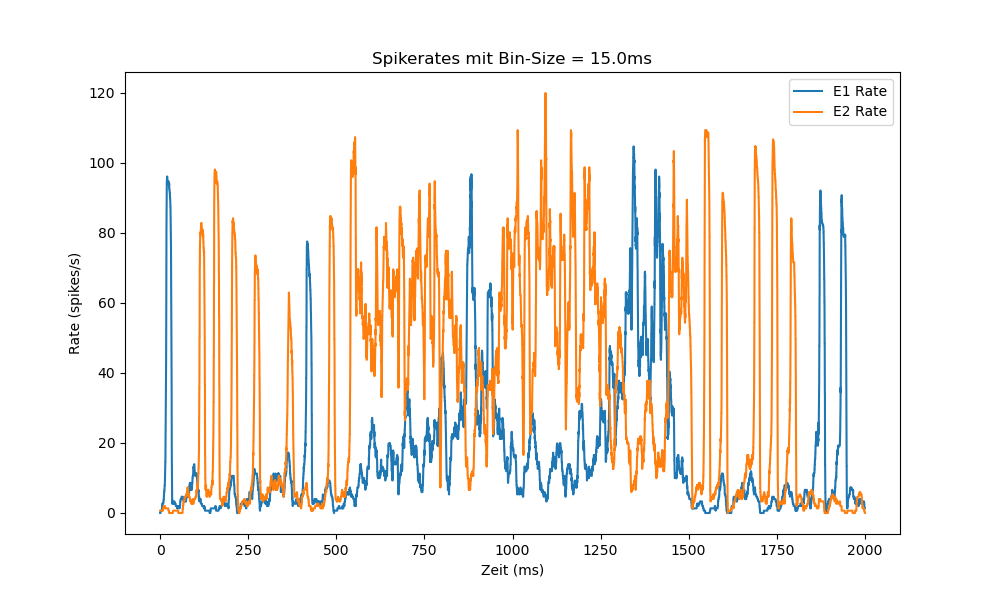 Spikerates mit Bin-Size = 15.0ms
E1 Rate
E2 Rate
120
100
80
60
40
20
0
Rate (spikes/s)
0 250 500 750 1000 1250 1500 1750 2000
Zeit (ms)